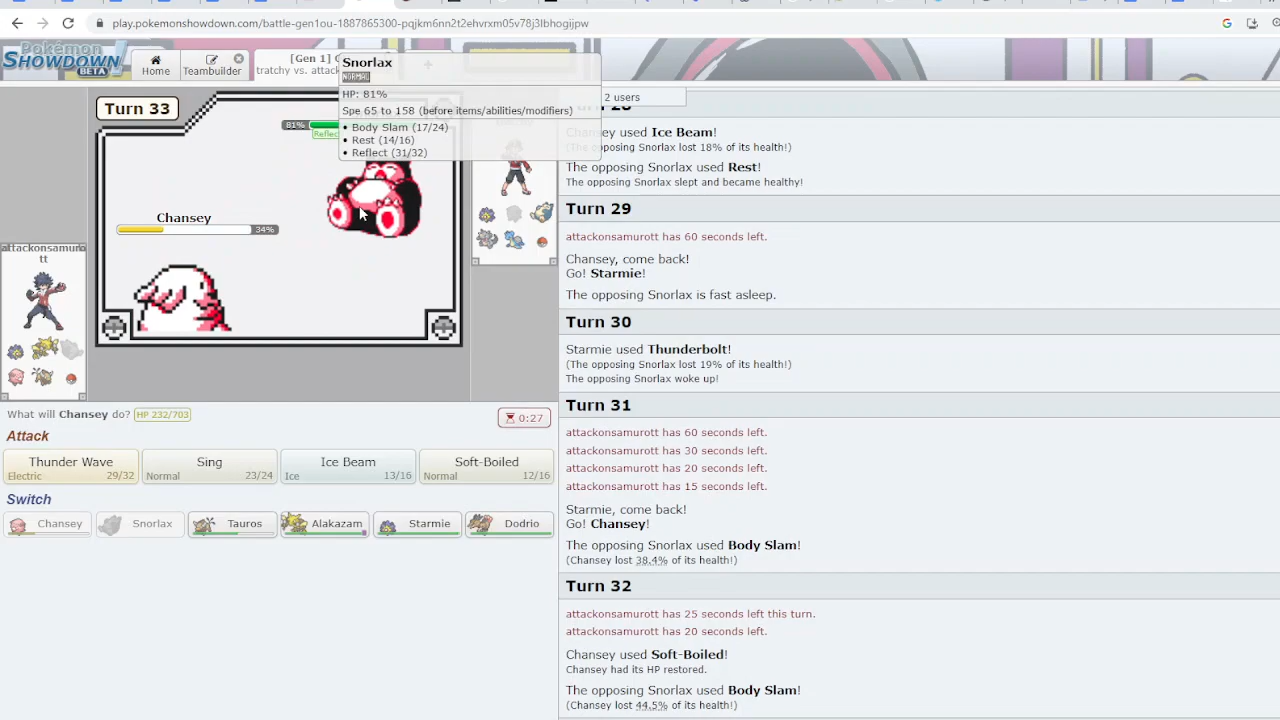 play.pokemonshowdown.com/battle-gen1ou-1887865300-pqjkm6nn2t2ehvrxm05v78j3lbhogijpw
Pokémon
SHOWDOWN!
BETA
Home
Teambuilder
[Gen 1]
tratchy vs. attack
+
Snorlax
NORMAL
HP: 81%
Spe 65 to 158 (before items/abilities/modifiers)
• Body Slam (17/24)
• Rest (14/16)
• Reflect (31/32)
2 users
Turn 33
81%
Reflec
Chansey
34%
attackonsamuro
tt
What will Chansey do? HP 232/703
0:27
Attack
Thunder Wave
Electric 29/32
Sing
Normal 23/24
Ice Beam
Ice 13/16
Soft-Boiled
Normal 12/16
Switch
Chansey
Snorlax
Tauros
Alakazam
Starmie
Dodrio
Chansey used Ice Beam!
(The opposing Snorlax lost 18% of its health!)
The opposing Snorlax used Rest!
The opposing Snorlax slept and became healthy!
Turn 29
attackonsamurott has 60 seconds left.
Chansey, come back!
Go! Starmie!
The opposing Snorlax is fast asleep.
Turn 30
Starmie used Thunderbolt!
(The opposing Snorlax lost 19% of its health!)
The opposing Snorlax woke up!
Turn 31
attackonsamurott has 60 seconds left.
attackonsamurott has 30 seconds left.
attackonsamurott has 20 seconds left.
attackonsamurott has 15 seconds left.
Starmie, come back!
Go! Chansey!
The opposing Snorlax used Body Slam!
(Chansey lost 38.4% of its health!)
Turn 32
attackonsamurott has 25 seconds left this turn.
attackonsamurott has 20 seconds left.
Chansey used Soft-Boiled!
Chansey had its HP restored.
The opposing Snorlax used Body Slam!
(Chansey lost 44.5% of its health!)